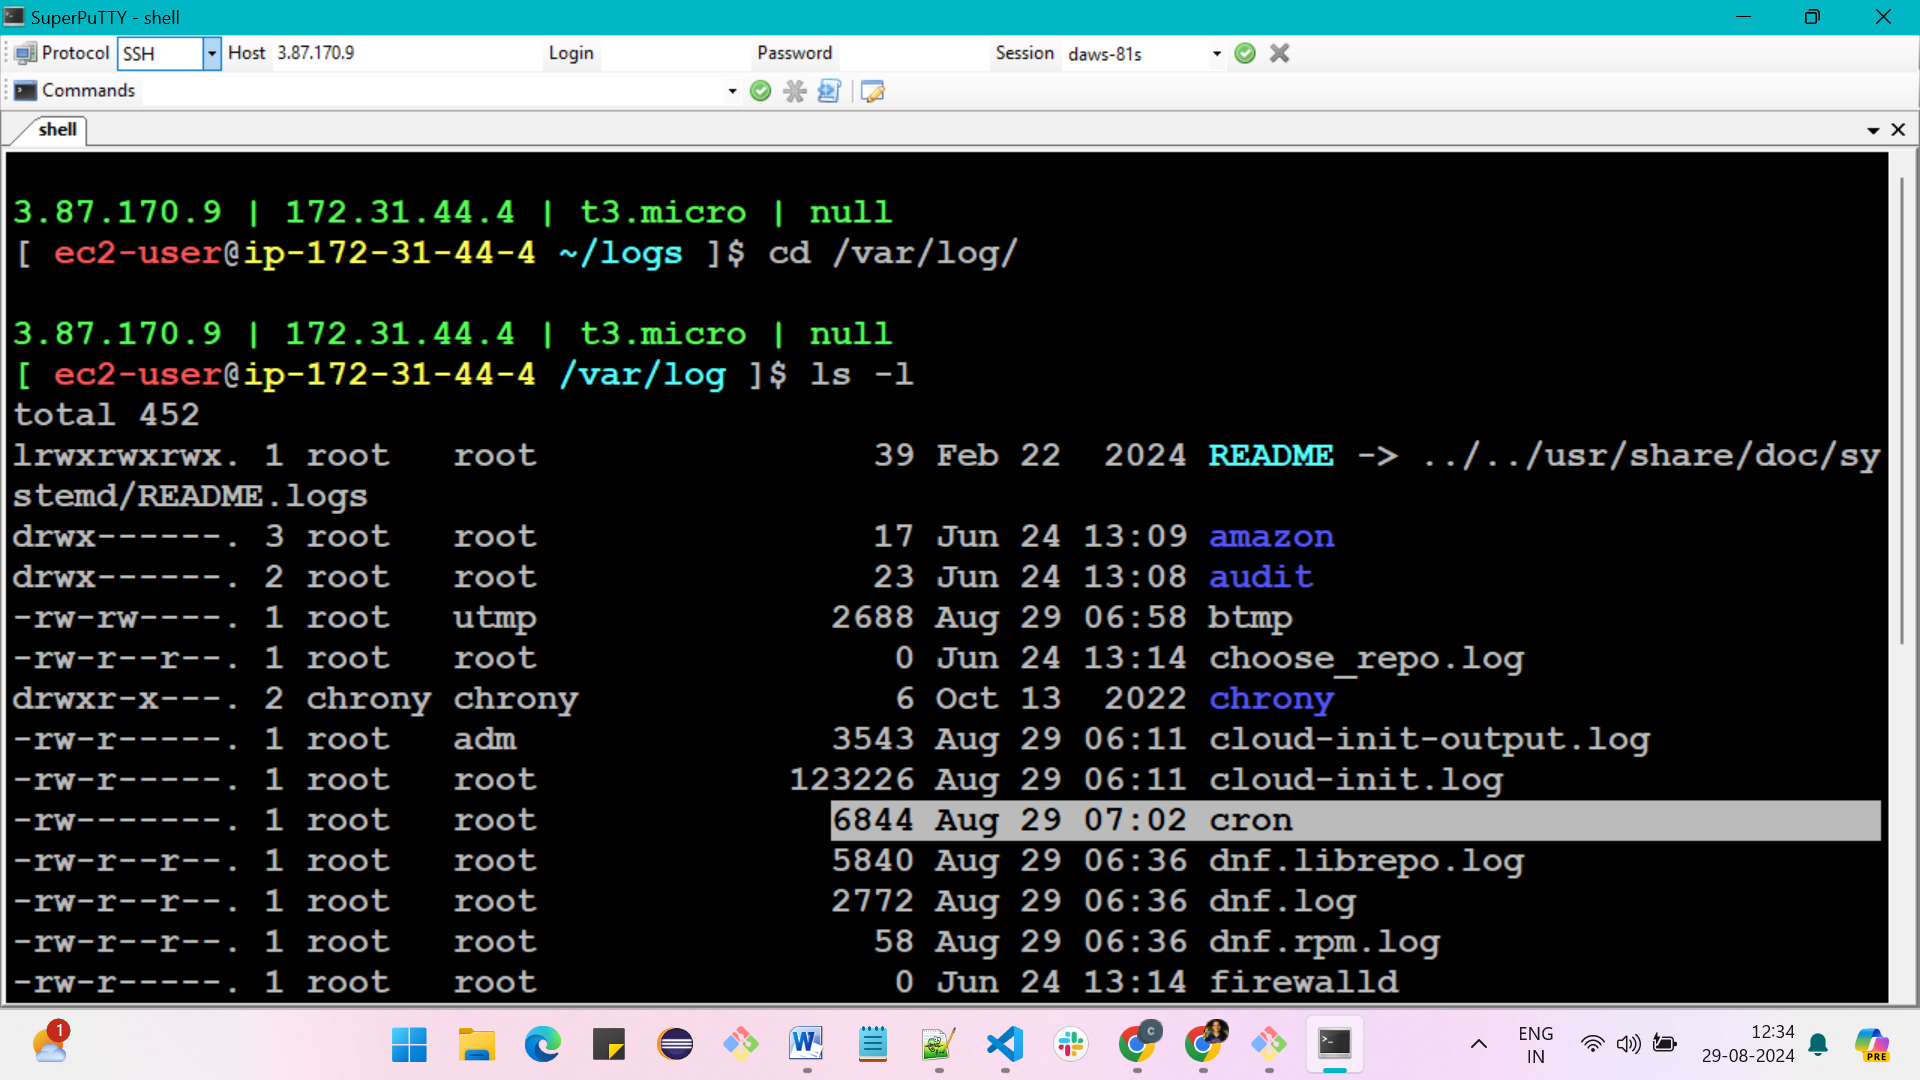 SuperPuTTY - shell
Protocol SSH Host 3.87.170.9 Login Password Session daws-81s
Commands
shell
3.87.170.9 | 172.31.44.4 | t3.micro | null
[ ec2-user@ip-172-31-44-4 ~/logs ]$ cd /var/log/
3.87.170.9 | 172.31.44.4 | t3.micro | null
[ ec2-user@ip-172-31-44-4 /var/log ]$ ls -l
total 452
lrwxrwxrwx. 1 root   root                39 Feb 22  2024 README -> ../../usr/share/doc/sy
stemd/README.logs
drwx------. 3 root   root                17 Jun 24 13:09 amazon
drwx------. 2 root   root                23 Jun 24 13:08 audit
-rw-rw----. 1 root   utmp              2688 Aug 29 06:58 btmp
-rw-r--r--. 1 root   root                 0 Jun 24 13:14 choose_repo.log
drwxr-x---. 2 chrony chrony               6 Oct 13  2022 chrony
-rw-r-----. 1 root   adm               3543 Aug 29 06:11 cloud-init-output.log
-rw-r-----. 1 root   root            123226 Aug 29 06:11 cloud-init.log
-rw-------. 1 root   root              6844 Aug 29 07:02 cron
-rw-r--r--. 1 root   root              5840 Aug 29 06:36 dnf.librepo.log
-rw-r--r--. 1 root   root              2772 Aug 29 06:36 dnf.log
-rw-r--r--. 1 root   root                58 Aug 29 06:36 dnf.rpm.log
-rw-r-----. 1 root   root                 0 Jun 24 13:14 firewalld
1
W
C
ENG
IN
12:34
29-08-2024
PRE